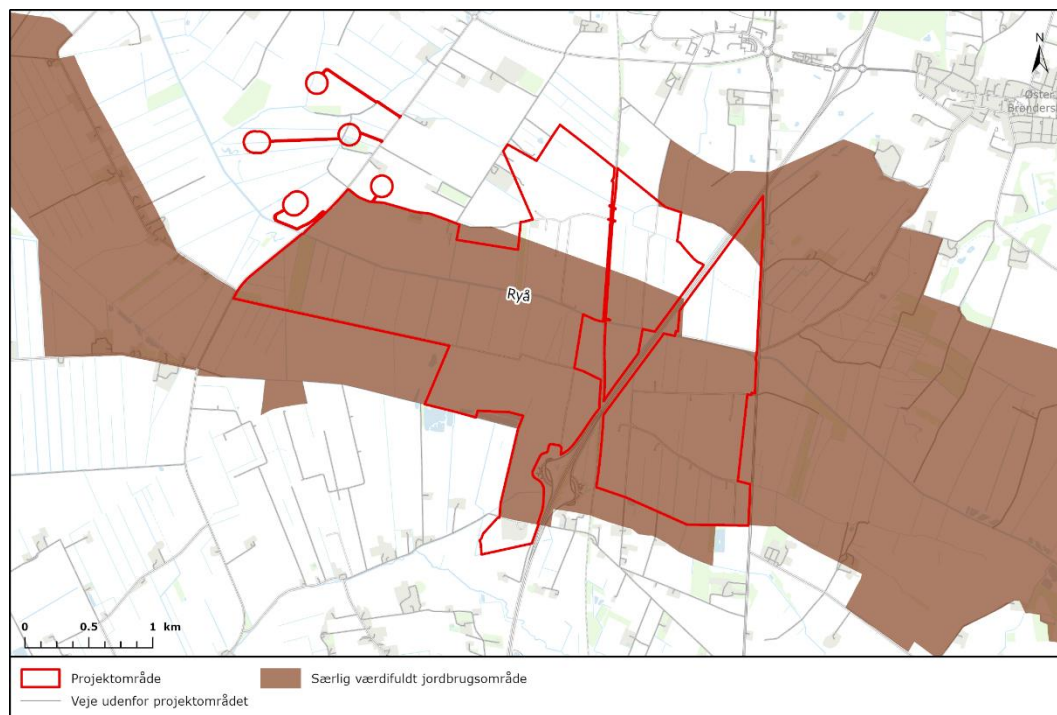 N
Øster
Brønders
Ryå
0 0.5 1 km
Projektområde
Særlig værdifuldt jordbrugsområde
Veje udenfor projektområdet